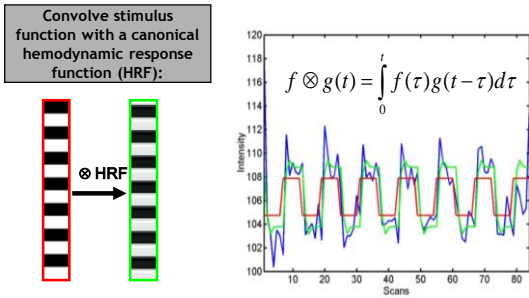 Convolve stimulus
function with a canonical
hemodynamic response
function (HRF):
⊗ HRF
f ⊗ g(t) = ∫₀ᵗ f(τ)g(t−τ)dτ
Intensity
118
116
114
112
110
108
106
104
102
100
10 20 30 40 50 60 70 80
Scans